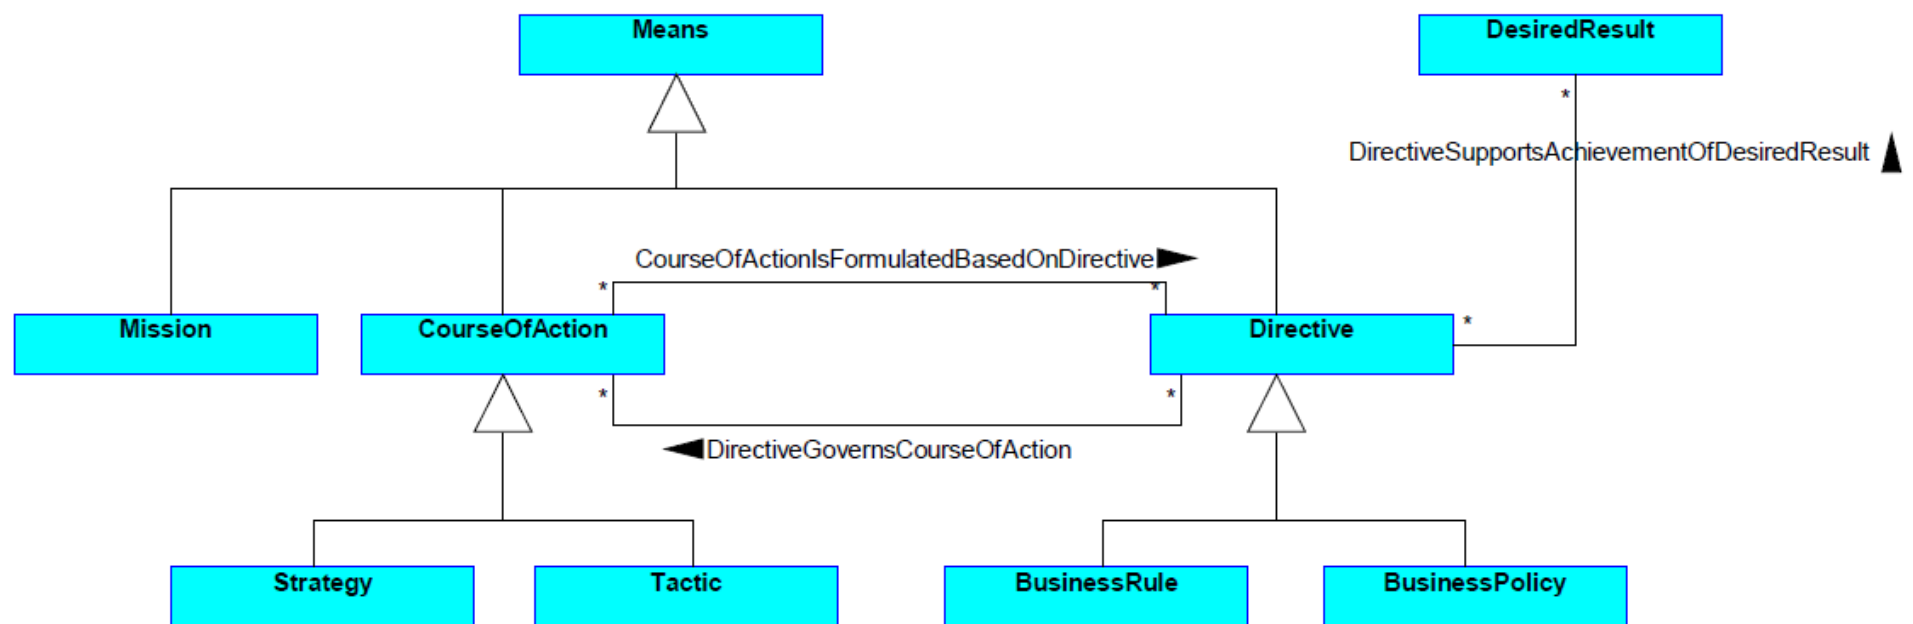 Means
DesiredResult
*
DirectiveSupportsAchievementOfDesiredResult
CourseOfActionIsFormulatedBasedOnDirective
*
*
Mission
CourseOfAction
Directive
*
*
*
DirectiveGovernsCourseOfAction
Strategy
Tactic
BusinessRule
BusinessPolicy